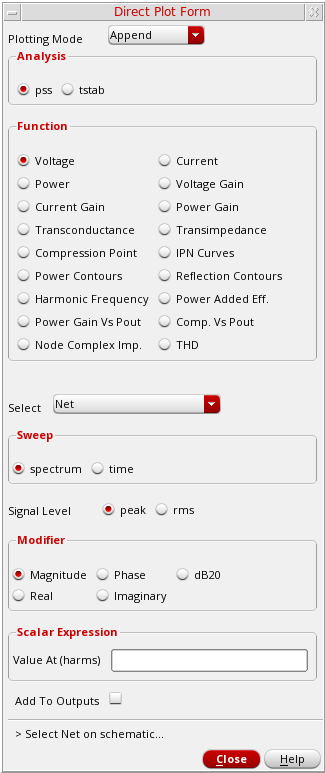 Direct Plot Form
Plotting Mode Append
Analysis
pss tstab
Function
Voltage Current
Power Voltage Gain
Current Gain Power Gain
Transconductance Transimpedance
Compression Point IPN Curves
Power Contours Reflection Contours
Harmonic Frequency Power Added Eff.
Power Gain Vs Pout Comp. Vs Pout
Node Complex Imp. THD
Select Net
Sweep
spectrum time
Signal Level peak rms
Modifier
Magnitude Phase dB20
Real Imaginary
Scalar Expression
Value At (harms)
Add To Outputs
> Select Net on schematic...
Close Help